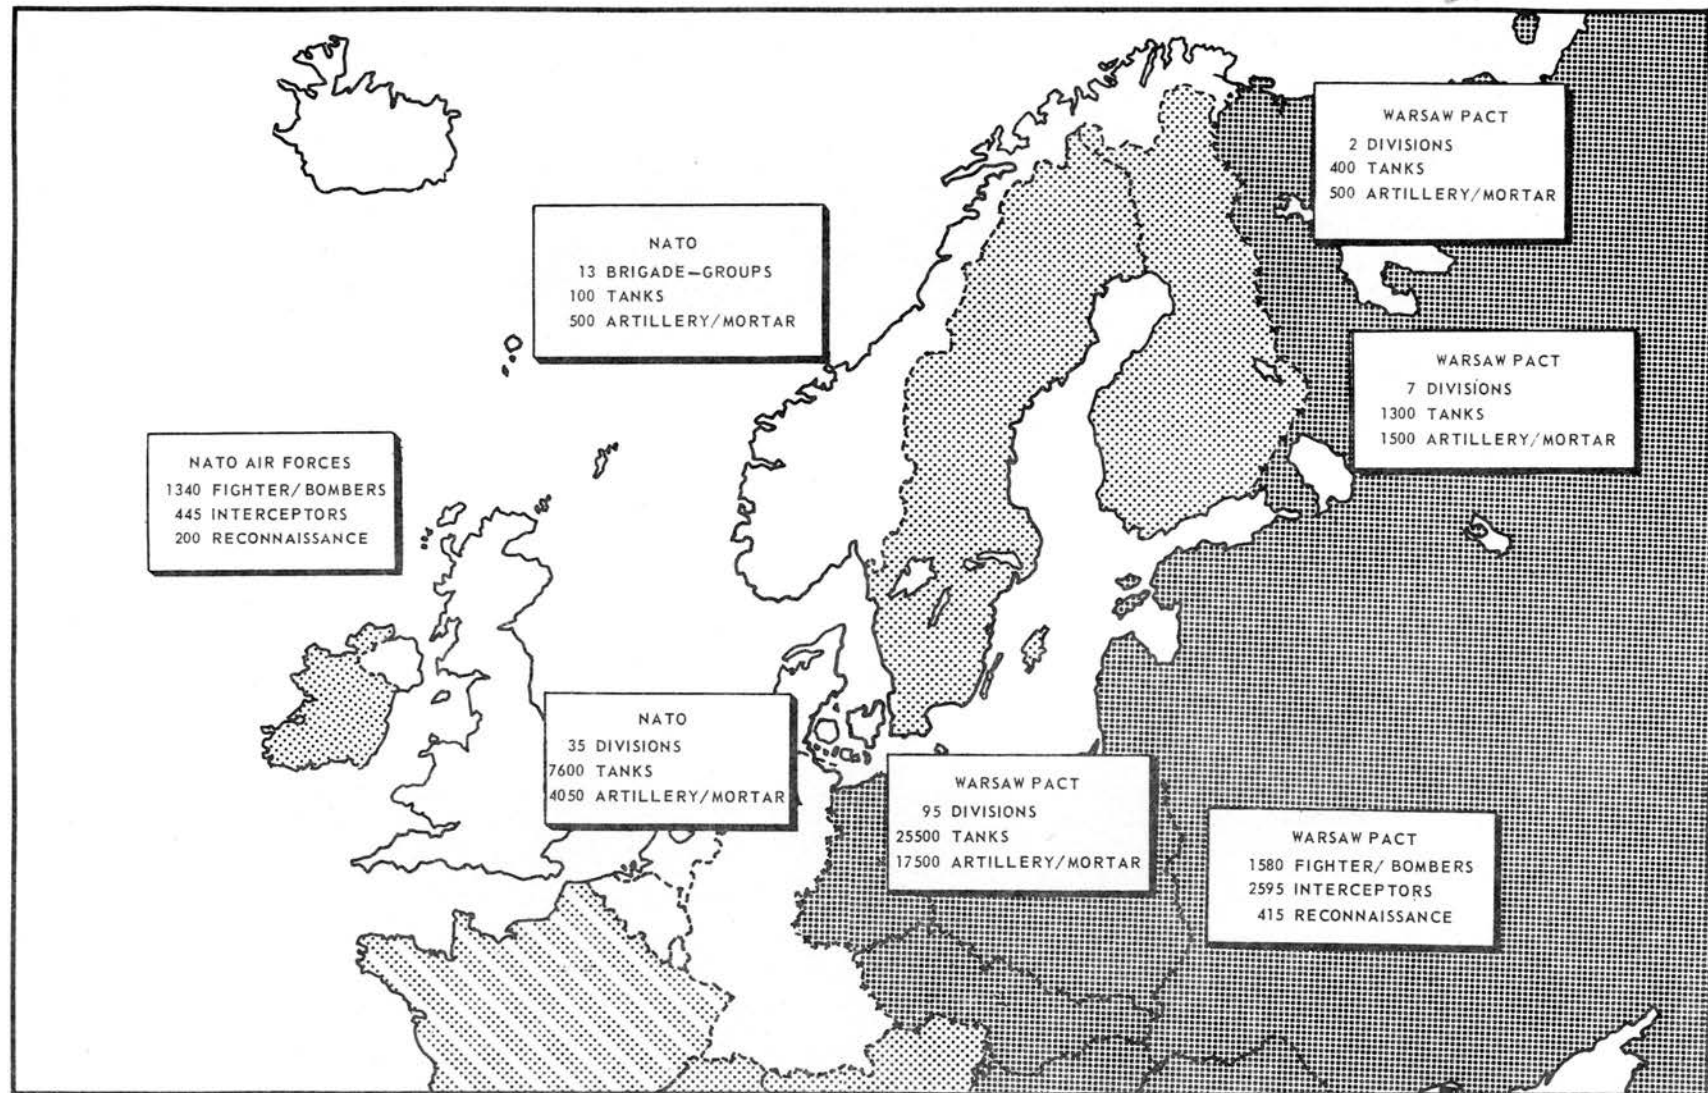 WARSAW PACT
2 DIVISIONS
400 TANKS
500 ARTILLERY/MORTAR
NATO
13 BRIGADE-GROUPS
100 TANKS
500 ARTILLERY/MORTAR
WARSAW PACT
7 DIVISIONS
1300 TANKS
1500 ARTILLERY/MORTAR
NATO AIR FORCES
1340 FIGHTER/BOMBERS
445 INTERCEPTORS
200 RECONNAISSANCE
NATO
35 DIVISIONS
7600 TANKS
4050 ARTILLERY/MORTAR
WARSAW PACT
95 DIVISIONS
25500 TANKS
17500 ARTILLERY/MORTAR
WARSAW PACT
1580 FIGHTER/BOMBERS
2595 INTERCEPTORS
415 RECONNAISSANCE